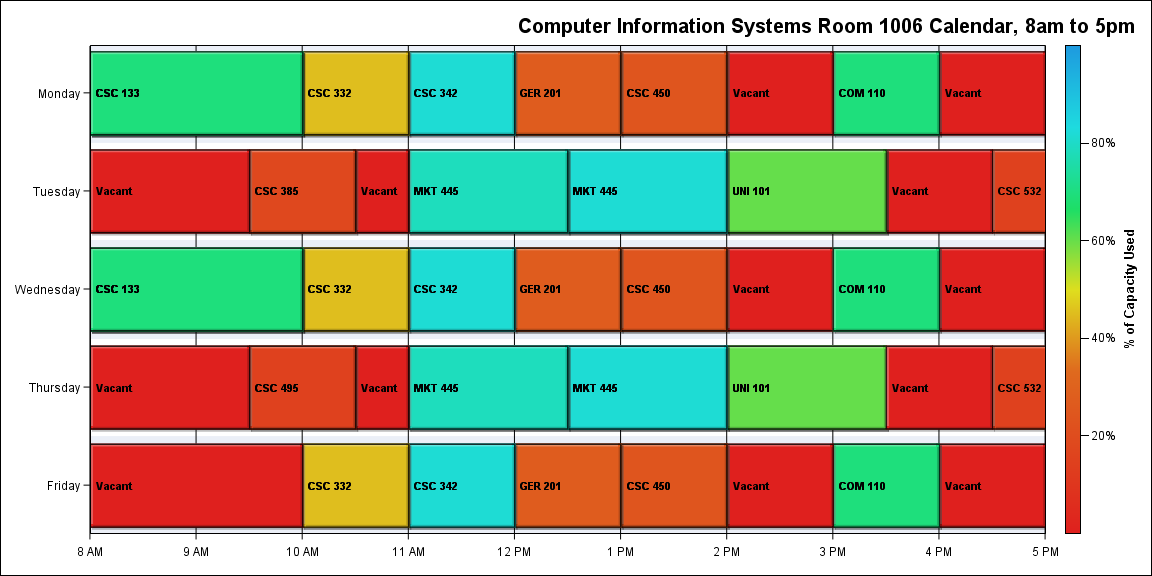 Computer Information Systems Room 1006 Calendar, 8am to 5pm
Monday
CSC 133
CSC 332
CSC 342
GER 201
CSC 450
Vacant
COM 110
Vacant
Tuesday
Vacant
CSC 385
Vacant
MKT 445
MKT 445
UNI 101
Vacant
CSC 532
Wednesday
CSC 133
CSC 332
CSC 342
GER 201
CSC 450
Vacant
COM 110
Vacant
Thursday
Vacant
CSC 495
Vacant
MKT 445
MKT 445
UNI 101
Vacant
CSC 532
Friday
Vacant
CSC 332
CSC 342
GER 201
CSC 450
Vacant
COM 110
Vacant
8 AM
9 AM
10 AM
11 AM
12 PM
1 PM
2 PM
3 PM
4 PM
5 PM
80%
60%
40%
20%
% of Capacity Used